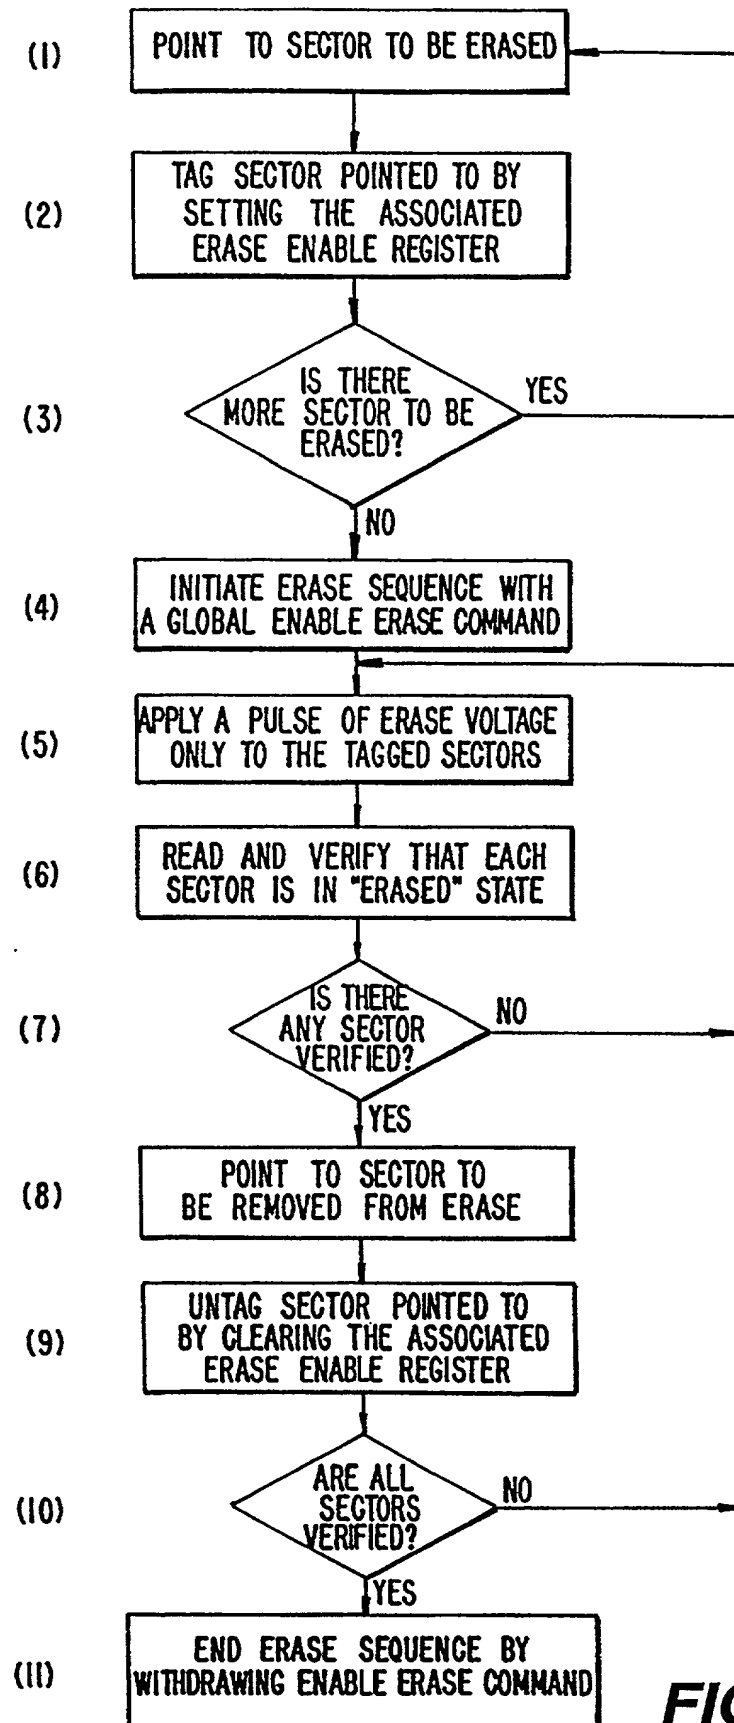 (1)
POINT TO SECTOR TO BE ERASED
(2)
TAG SECTOR POINTED TO BY
SETTING THE ASSOCIATED
ERASE ENABLE REGISTER
(3)
IS THERE
MORE SECTOR TO BE
ERASED?
YES
NO
(4)
INITIATE ERASE SEQUENCE WITH
A GLOBAL ENABLE ERASE COMMAND
(5)
APPLY A PULSE OF ERASE VOLTAGE
ONLY TO THE TAGGED SECTORS
(6)
READ AND VERIFY THAT EACH
SECTOR IS IN "ERASED" STATE
(7)
IS THERE
ANY SECTOR
VERIFIED?
NO
YES
(8)
POINT TO SECTOR TO
BE REMOVED FROM ERASE
(9)
UNTAG SECTOR POINTED TO
BY CLEARING THE ASSOCIATED
ERASE ENABLE REGISTER
(10)
ARE ALL
SECTORS
VERIFIED?
NO
YES
(11)
END ERASE SEQUENCE BY
WITHDRAWING ENABLE ERASE COMMAND
FIG